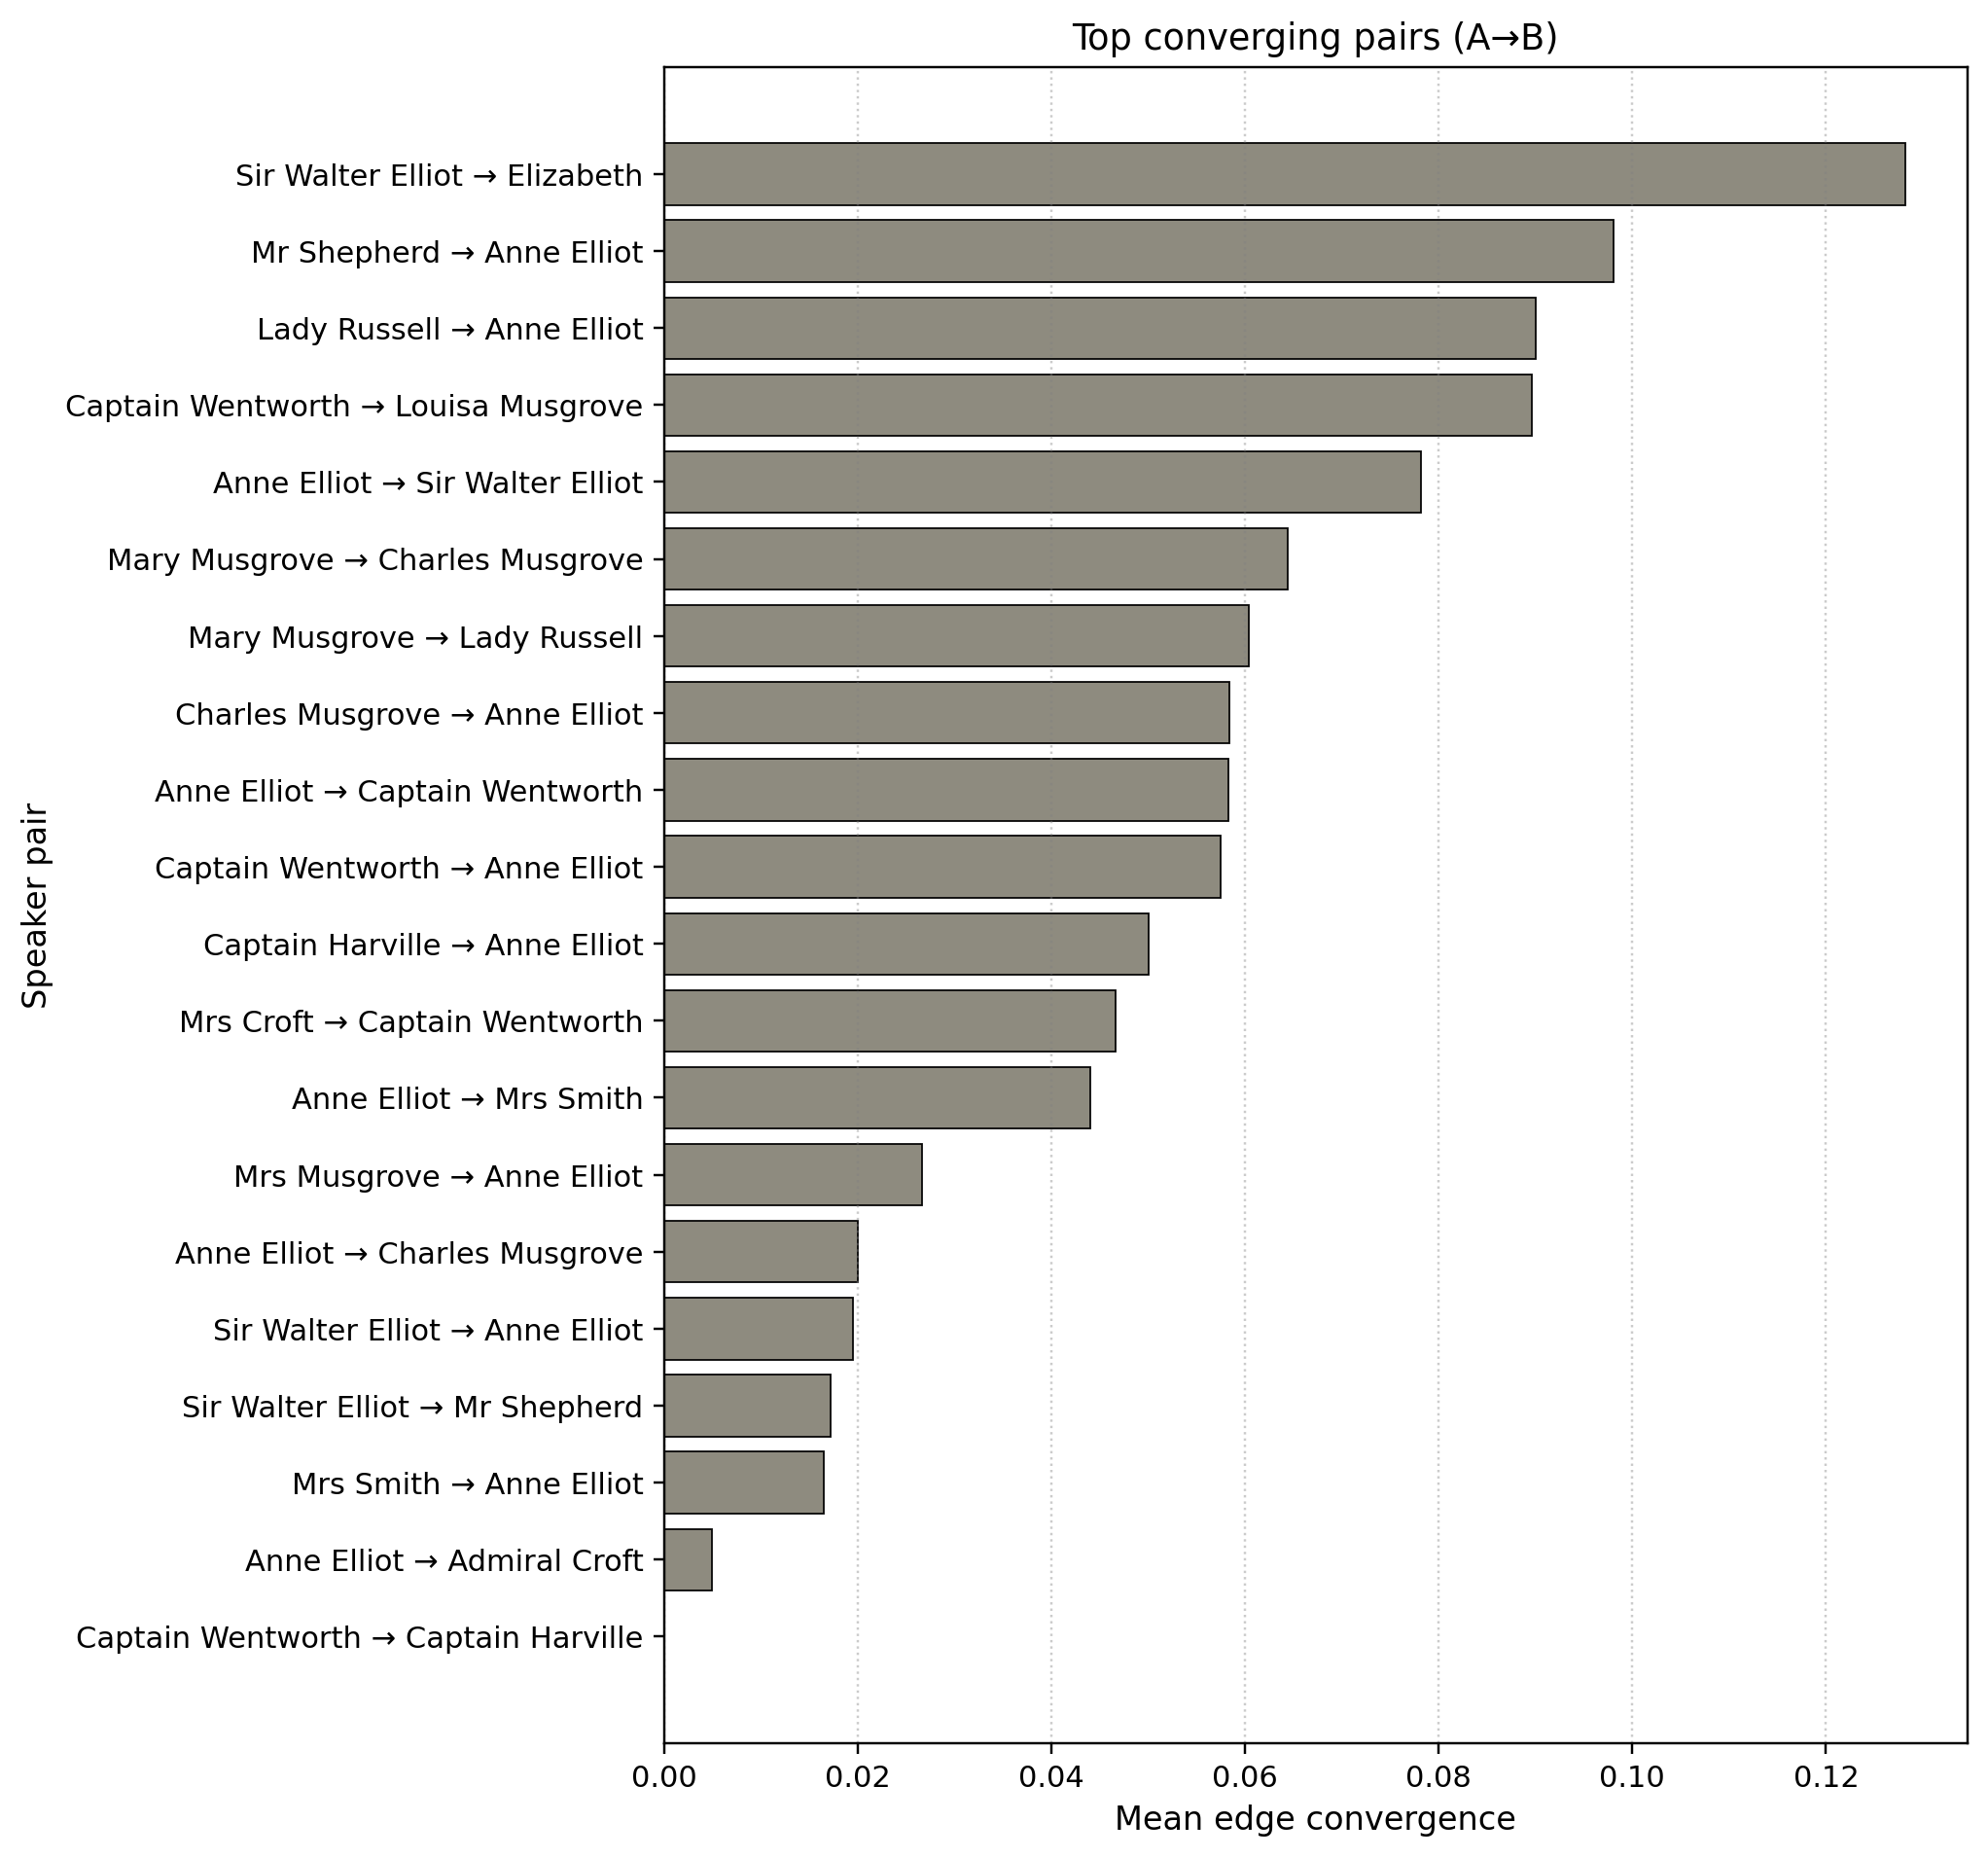 Top converging pairs (A→B)
Speaker pair
Sir Walter Elliot → Elizabeth
Mr Shepherd → Anne Elliot
Lady Russell → Anne Elliot
Captain Wentworth → Louisa Musgrove
Anne Elliot → Sir Walter Elliot
Mary Musgrove → Charles Musgrove
Mary Musgrove → Lady Russell
Charles Musgrove → Anne Elliot
Anne Elliot → Captain Wentworth
Captain Wentworth → Anne Elliot
Captain Harville → Anne Elliot
Mrs Croft → Captain Wentworth
Anne Elliot → Mrs Smith
Mrs Musgrove → Anne Elliot
Anne Elliot → Charles Musgrove
Sir Walter Elliot → Anne Elliot
Sir Walter Elliot → Mr Shepherd
Mrs Smith → Anne Elliot
Anne Elliot → Admiral Croft
Captain Wentworth → Captain Harville
0.00 0.02 0.04 0.06 0.08 0.10 0.12
Mean edge convergence